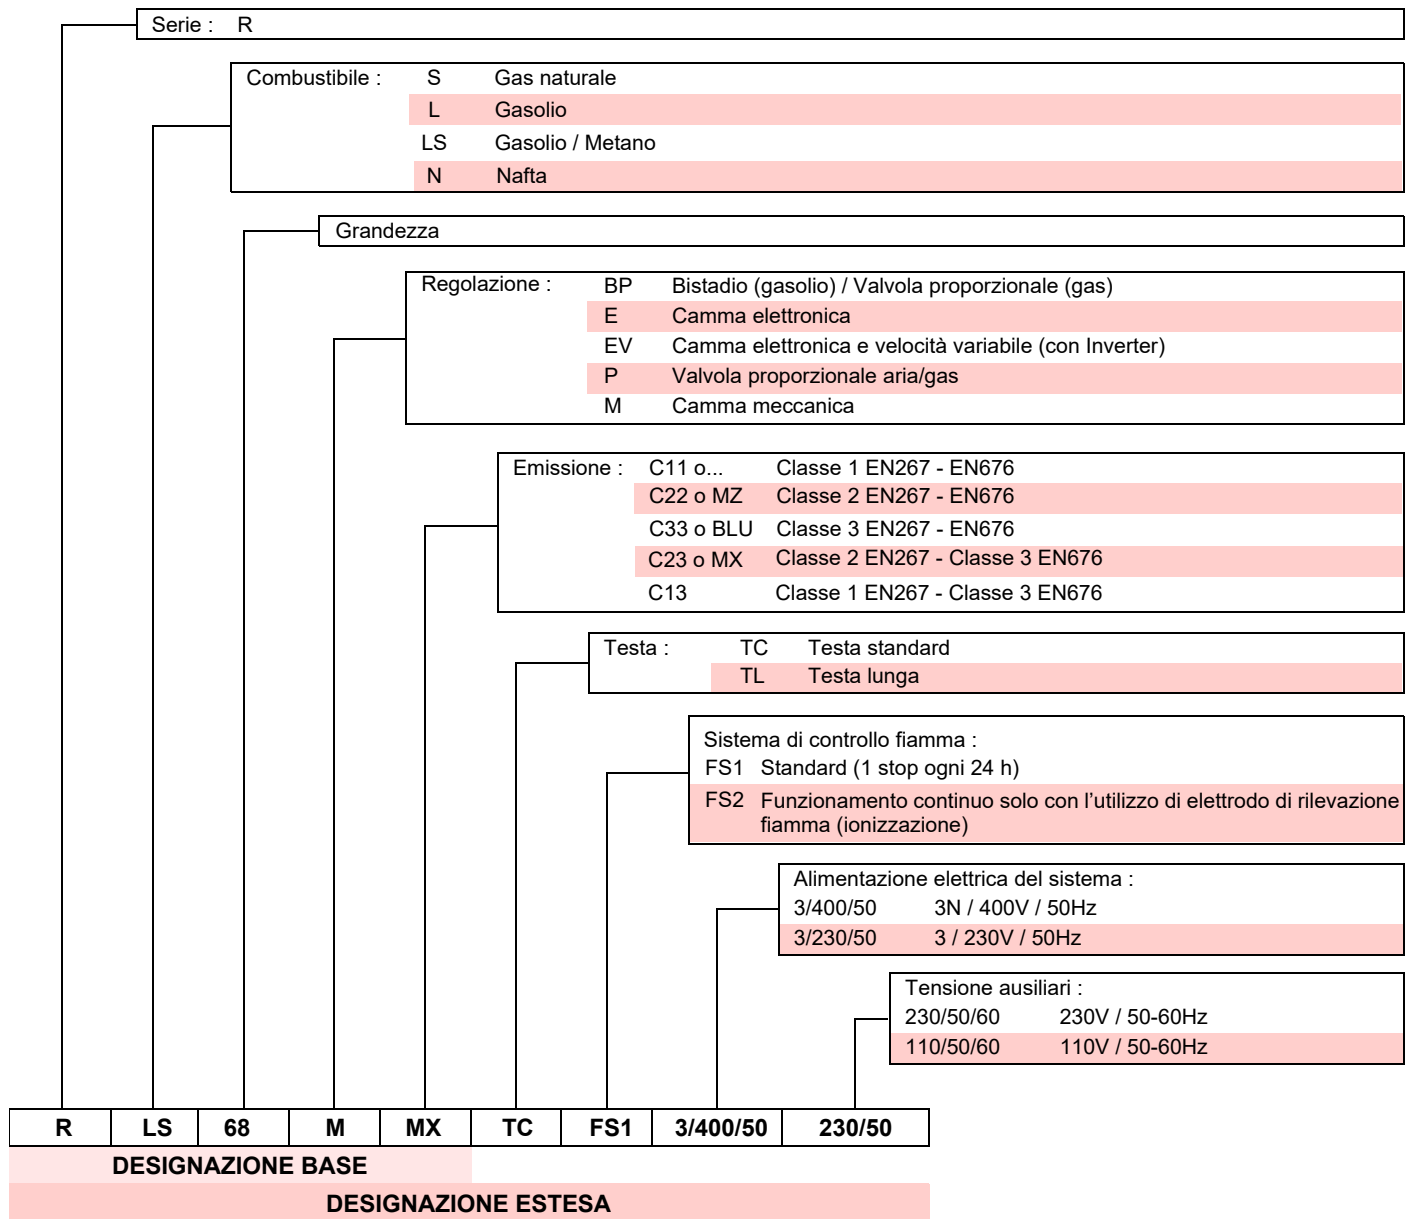 Serie : R
Combustibile : S Gas naturale
L Gasolio
LS Gasolio / Metano
N Nafta
Grandezza
Regolazione : BP Bistadio (gasolio) / Valvola proporzionale (gas)
E Camma elettronica
EV Camma elettronica e velocità variabile (con Inverter)
P Valvola proporzionale aria/gas
M Camma meccanica
Emissione : C11 o... Classe 1 EN267 - EN676
C22 o MZ Classe 2 EN267 - EN676
C33 o BLU Classe 3 EN267 - EN676
C23 o MX Classe 2 EN267 - Classe 3 EN676
C13 Classe 1 EN267 - Classe 3 EN676
Testa : TC Testa standard
TL Testa lunga
Sistema di controllo fiamma :
FS1 Standard (1 stop ogni 24 h)
FS2 Funzionamento continuo solo con l’utilizzo di elettrodo di rilevazione
fiamma (ionizzazione)
Alimentazione elettrica del sistema :
3/400/50 3N / 400V / 50Hz
3/230/50 3 / 230V / 50Hz
Tensione ausiliari :
230/50/60 230V / 50-60Hz
110/50/60 110V / 50-60Hz
R LS 68 M MX TC FS1 3/400/50 230/50
DESIGNAZIONE BASE
DESIGNAZIONE ESTESA